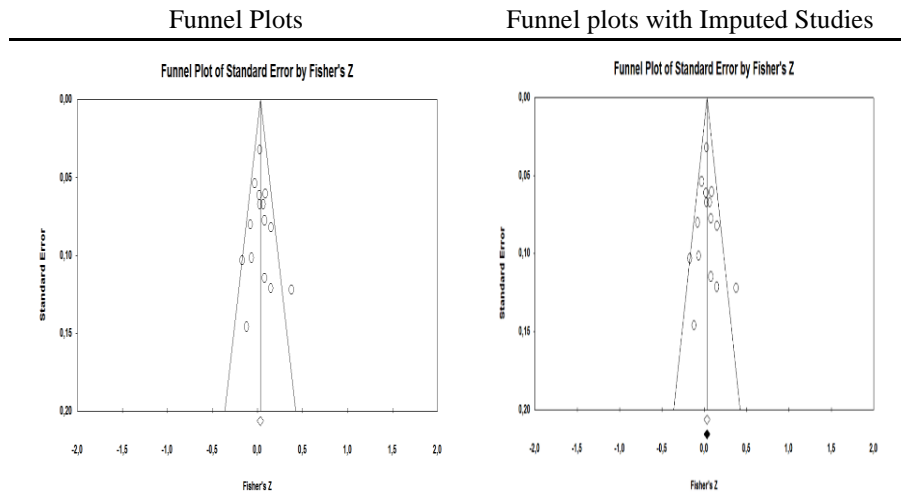 Funnel Plots
Funnel plots with Imputed Studies
Funnel Plot of Standard Error by Fisher's Z
0,00
0,05
0,10
0,15
0,20
Standard Error
-2,0 -1,5 -1,0 -0,5 0,0 0,5 1,0 1,5 2,0
Fisher's Z
Funnel Plot of Standard Error by Fisher's Z
0,00
0,05
0,10
0,15
0,20
Standard Error
-2,0 -1,5 -1,0 -0,5 0,0 0,5 1,0 1,5 2,0
Fisher's Z